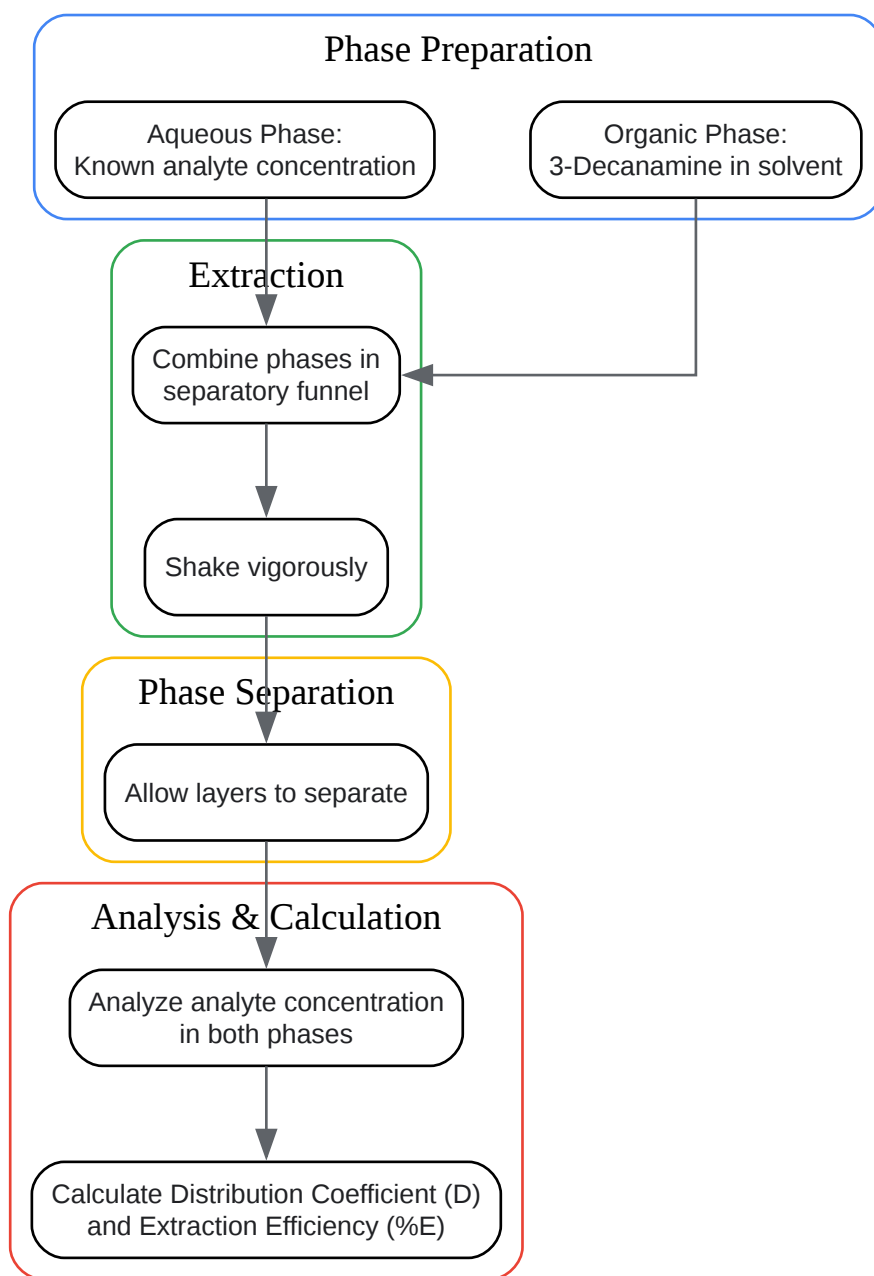 Phase Preparation
Aqueous Phase:
Known analyte concentration
Organic Phase:
3-Decanamine in solvent
Extraction
Combine phases in
separatory funnel
Shake vigorously
Phase Separation
Allow layers to separate
Analysis & Calculation
Analyze analyte concentration
in both phases
Calculate Distribution Coefficient (D)
and Extraction Efficiency (%E)